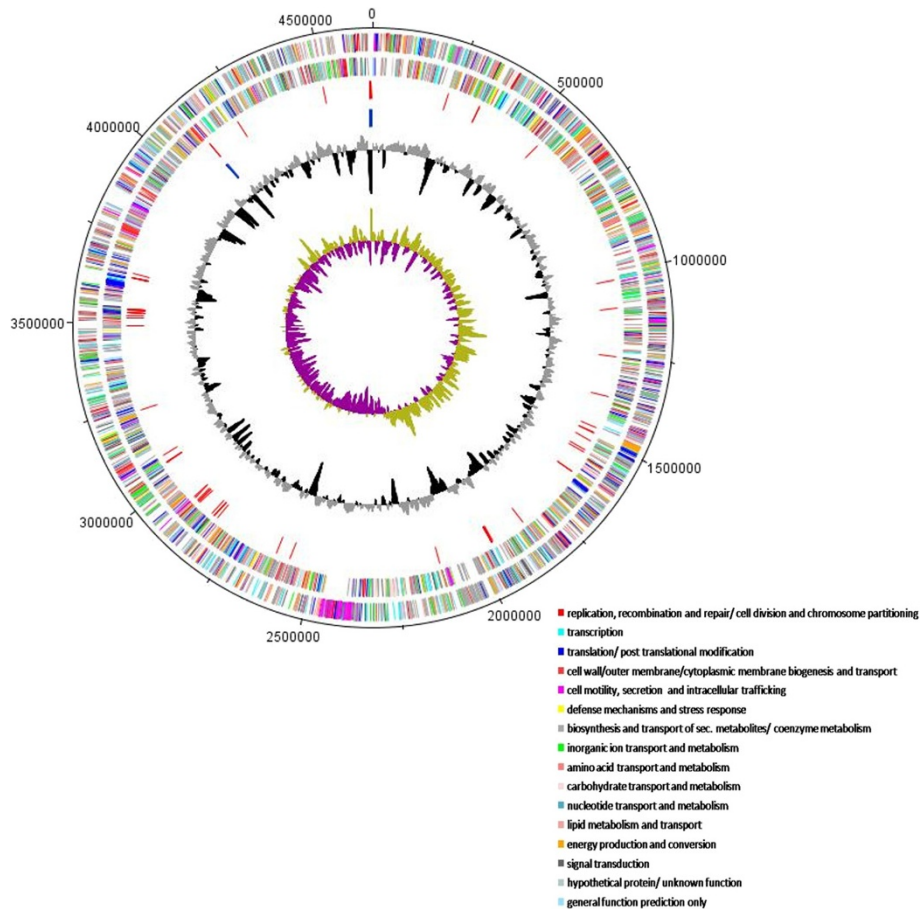 0
500000
1000000
1500000
2000000
2500000
3000000
3500000
4000000
4500000
replication, recombination and repair/ cell division and chromosome partitioning
transcription
translation/ post translational modification
cell wall/outer membrane/cytoplasmic membrane biogenesis and transport
cell motility, secretion and intracellular trafficking
defense mechanisms and stress response
biosynthesis and transport of sec. metabolites/ coenzyme metabolism
inorganic ion transport and metabolism
amino acid transport and metabolism
carbohydrate transport and metabolism
nucleotide transport and metabolism
lipid metabolism and transport
energy production and conversion
signal transduction
hypothetical protein/ unknown function
general function prediction only